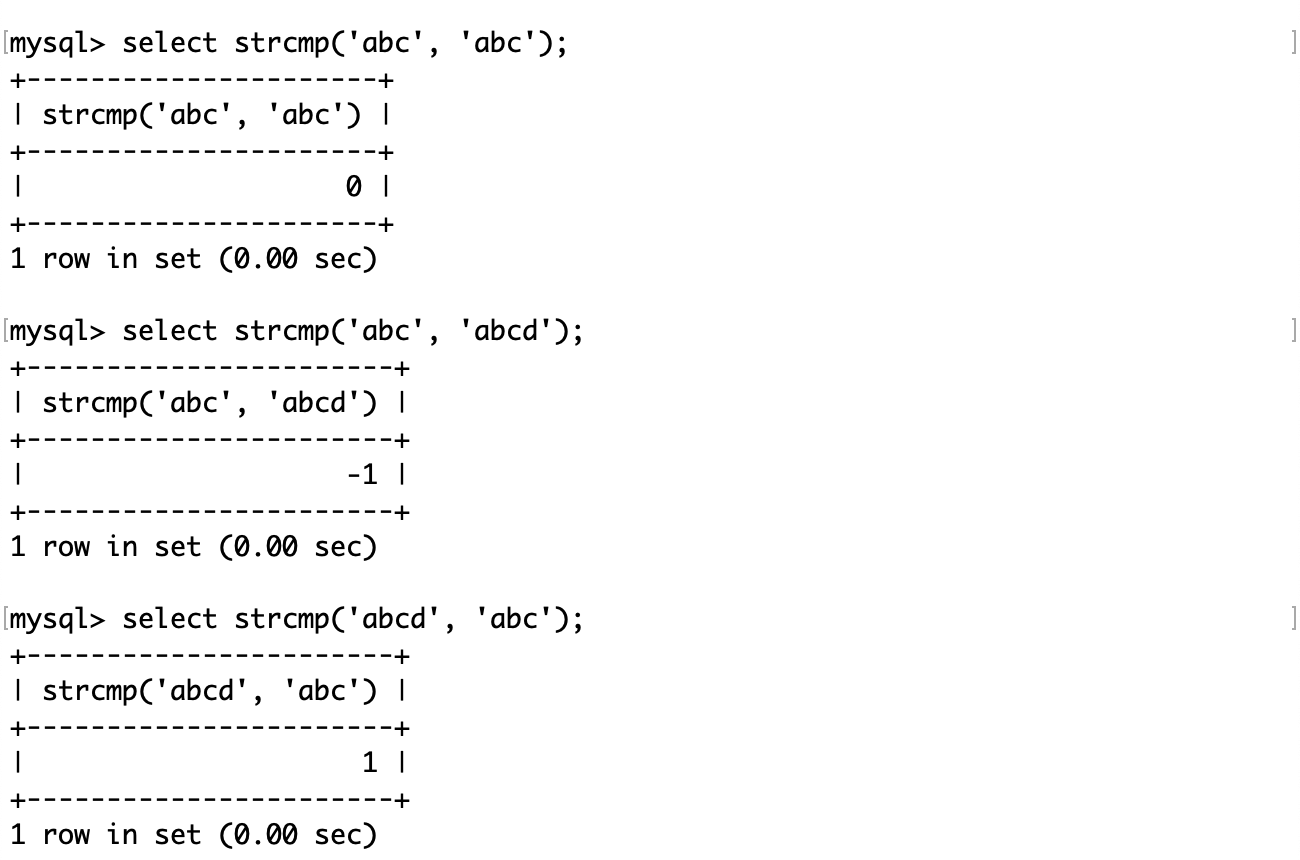 [mysql> select strcmp('abc', 'abc'); ]
+----------------------+
| strcmp('abc', 'abc') |
+----------------------+
|                    0 |
+----------------------+
1 row in set (0.00 sec)

[mysql> select strcmp('abc', 'abcd'); ]
+-----------------------+
| strcmp('abc', 'abcd') |
+-----------------------+
|                    -1 |
+-----------------------+
1 row in set (0.00 sec)

[mysql> select strcmp('abcd', 'abc'); ]
+-----------------------+
| strcmp('abcd', 'abc') |
+-----------------------+
|                     1 |
+-----------------------+
1 row in set (0.00 sec)